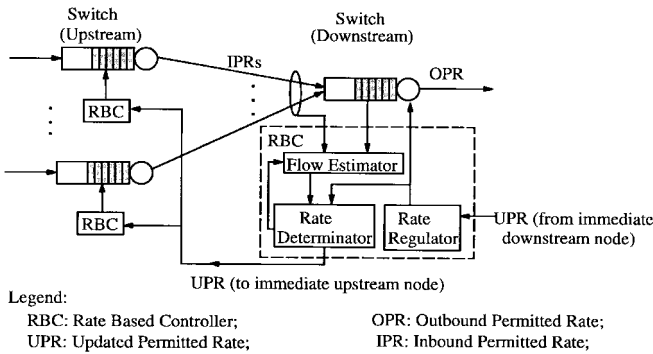 Switch
(Upstream)
Switch
(Downstream)
IPRs
OPR
RBC
RBC
Flow Estimator
RBC
Rate
Determinator
Rate
Regulator
UPR (from immediate
downstream node)
RBC
UPR (to immediate upstream node)
Legend:
RBC: Rate Based Controller;
OPR: Outbound Permitted Rate;
UPR: Updated Permitted Rate;
IPR: Inbound Permitted Rate;